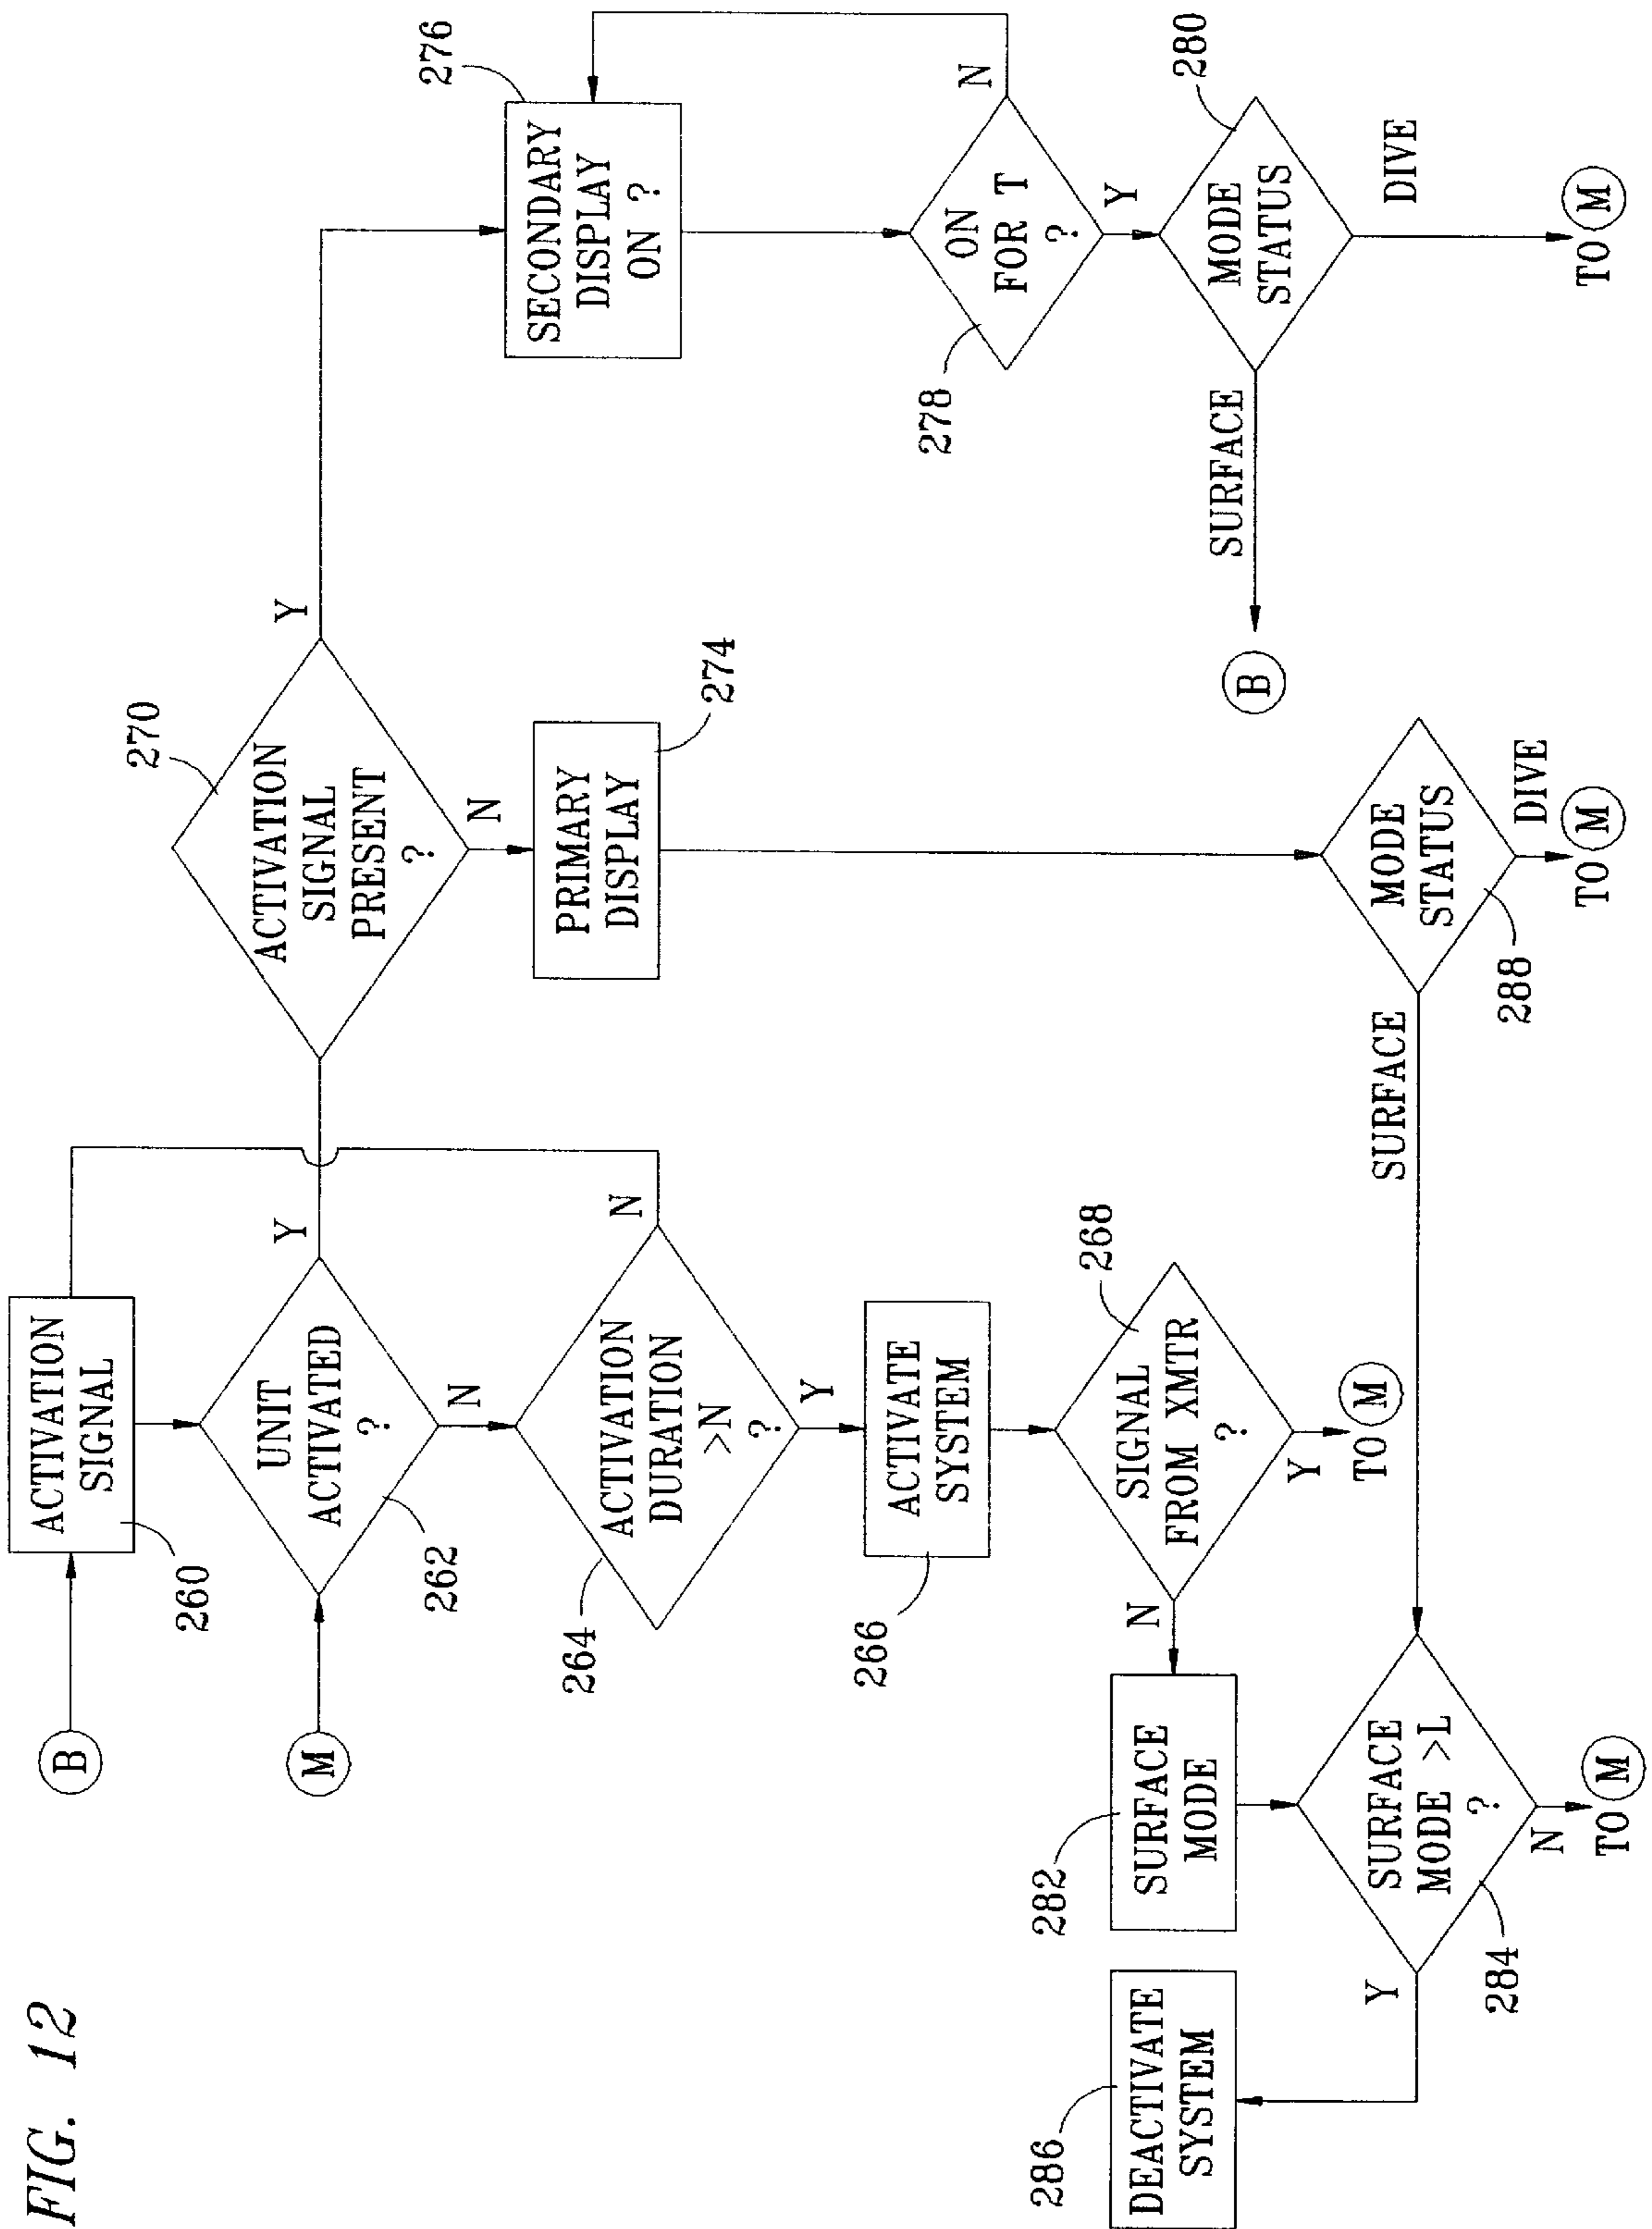 FIG. 12
B
260
ACTIVATION
SIGNAL
M
262
UNIT
ACTIVATED
?
Y
N
264
ACTIVATION
DURATION
>N
?
N
Y
266
ACTIVATE
SYSTEM
268
SIGNAL
FROM XMTR
?
N
Y
TO M
282
SURFACE
MODE
284
SURFACE
MODE >L
?
Y
N
TO M
286
DEACTIVATE
SYSTEM
270
ACTIVATION
SIGNAL
PRESENT
?
Y
N
274
PRIMARY
DISPLAY
288
MODE
STATUS
SURFACE
DIVE
TO M
276
SECONDARY
DISPLAY
ON ?
278
ON
FOR T
?
N
Y
280
MODE
STATUS
SURFACE
B
DIVE
TO M